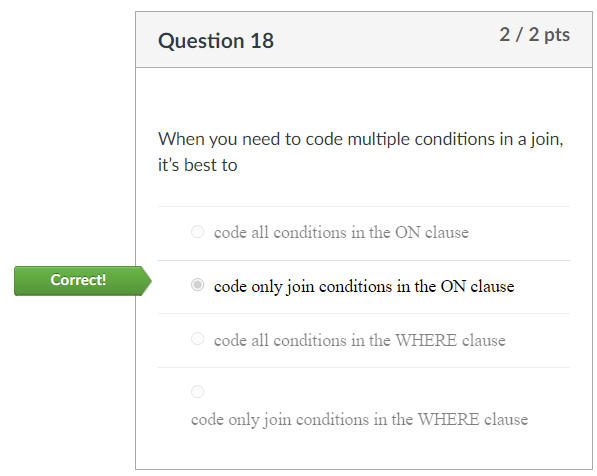 Question 18
2 / 2 pts
When you need to code multiple conditions in a join,
it’s best to
code all conditions in the ON clause
Correct!
code only join conditions in the ON clause
code all conditions in the WHERE clause
code only join conditions in the WHERE clause